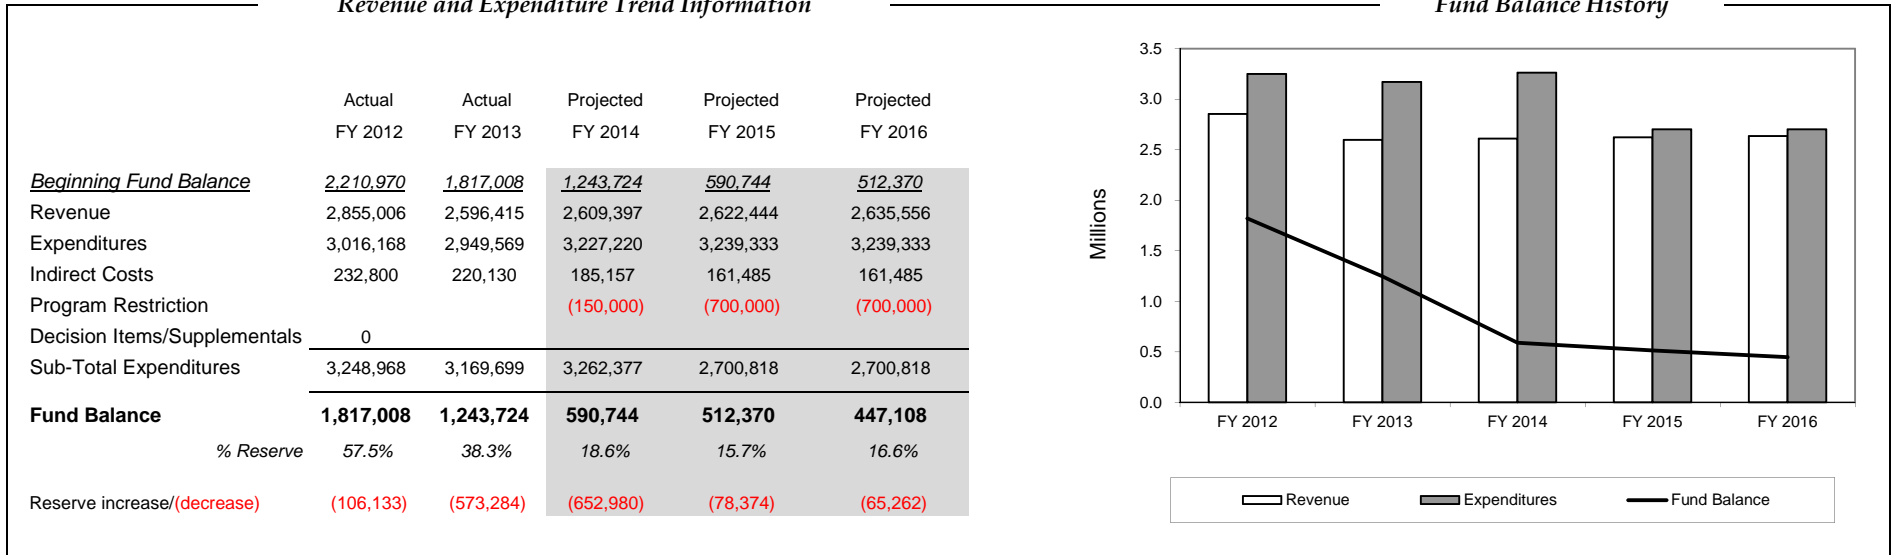 Revenue and Expenditure Trend Information
Fund Balance History
Actual Actual Projected Projected Projected
FY 2012 FY 2013 FY 2014 FY 2015 FY 2016
Beginning Fund Balance 2,210,970 1,817,008 1,243,724 590,744 512,370
Revenue 2,855,006 2,596,415 2,609,397 2,622,444 2,635,556
Expenditures 3,016,168 2,949,569 3,227,220 3,239,333 3,239,333
Indirect Costs 232,800 220,130 185,157 161,485 161,485
Program Restriction (150,000) (700,000) (700,000)
Decision Items/Supplementals 0
Sub-Total Expenditures 3,248,968 3,169,699 3,262,377 2,700,818 2,700,818
Fund Balance 1,817,008 1,243,724 590,744 512,370 447,108
% Reserve 57.5% 38.3% 18.6% 15.7% 16.6%
Reserve increase/(decrease) (106,133) (573,284) (652,980) (78,374) (65,262)
Millions
3.5
3.0
2.5
2.0
1.5
1.0
0.5
0.0
FY 2012 FY 2013 FY 2014 FY 2015 FY 2016
Revenue Expenditures Fund Balance